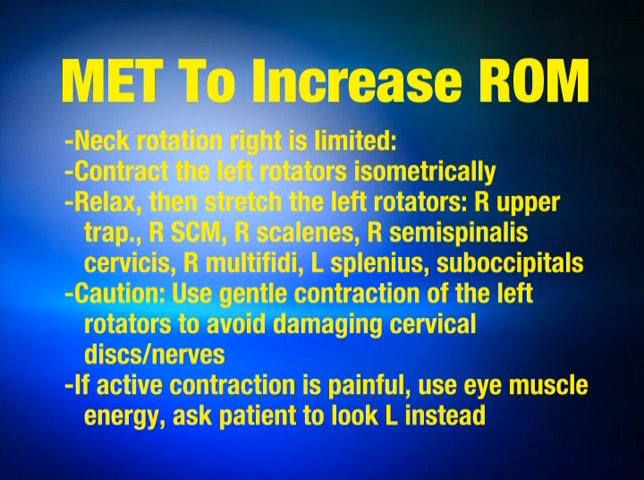 MET To Increase ROM
-Neck rotation right is limited:
-Contract the left rotators isometrically
-Relax, then stretch the left rotators: R upper
trap., R SCM, R scalenes, R semispinalis
cervicis, R multifidi, L splenius, suboccipitals
-Caution: Use gentle contraction of the left
rotators to avoid damaging cervical
discs/nerves
-If active contraction is painful, use eye muscle
energy, ask patient to look L instead